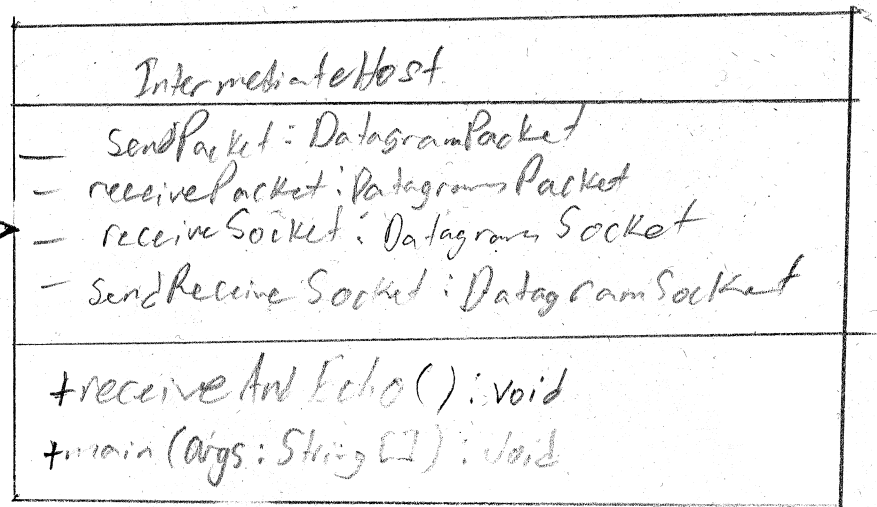 IntermediateHost
- sendPacket : DatagramPacket
- receivePacket : DatagramPacket
- receiveSocket : DatagramSocket
- sendReceiveSocket : DatagramSocket
+receiveAndEcho() : void
+main(args : String[]) : void